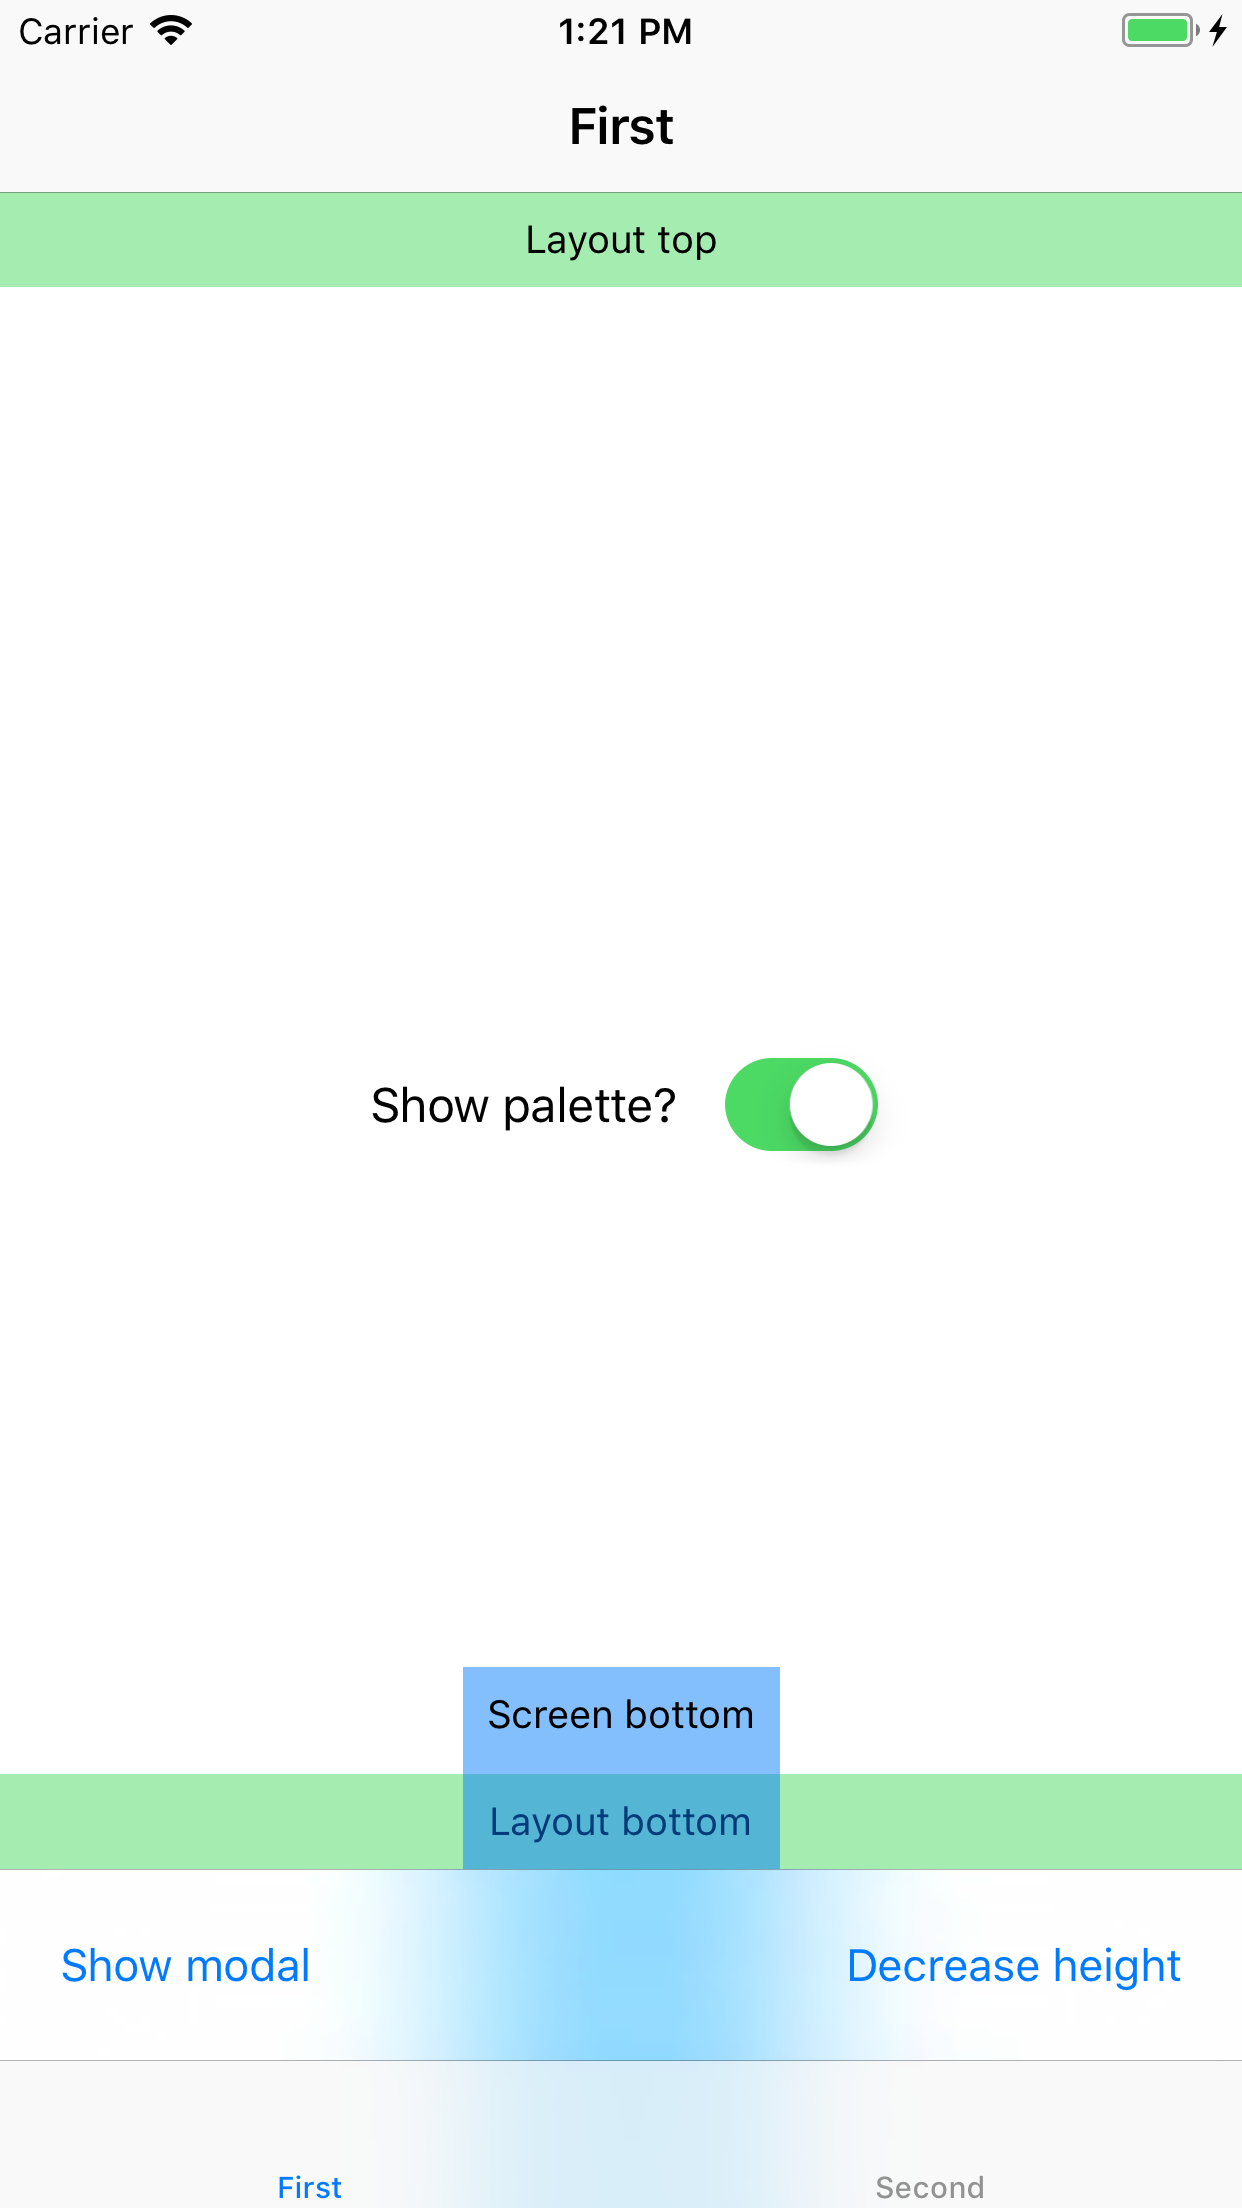 Carrier 1:21 PM
First
Layout top
Show palette?
Screen bottom
Layout bottom
Show modal Decrease height
First Second